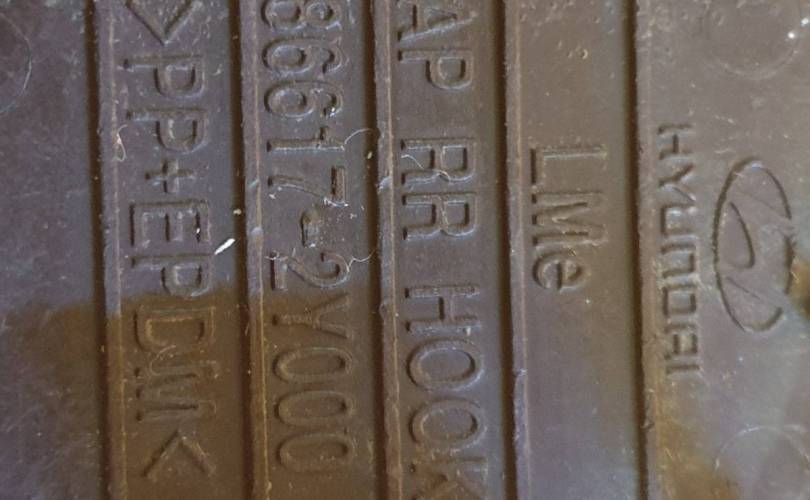 HYUNDAI
LMe
AP RR HOOK
86617-2Y000
>PP+EPDM<